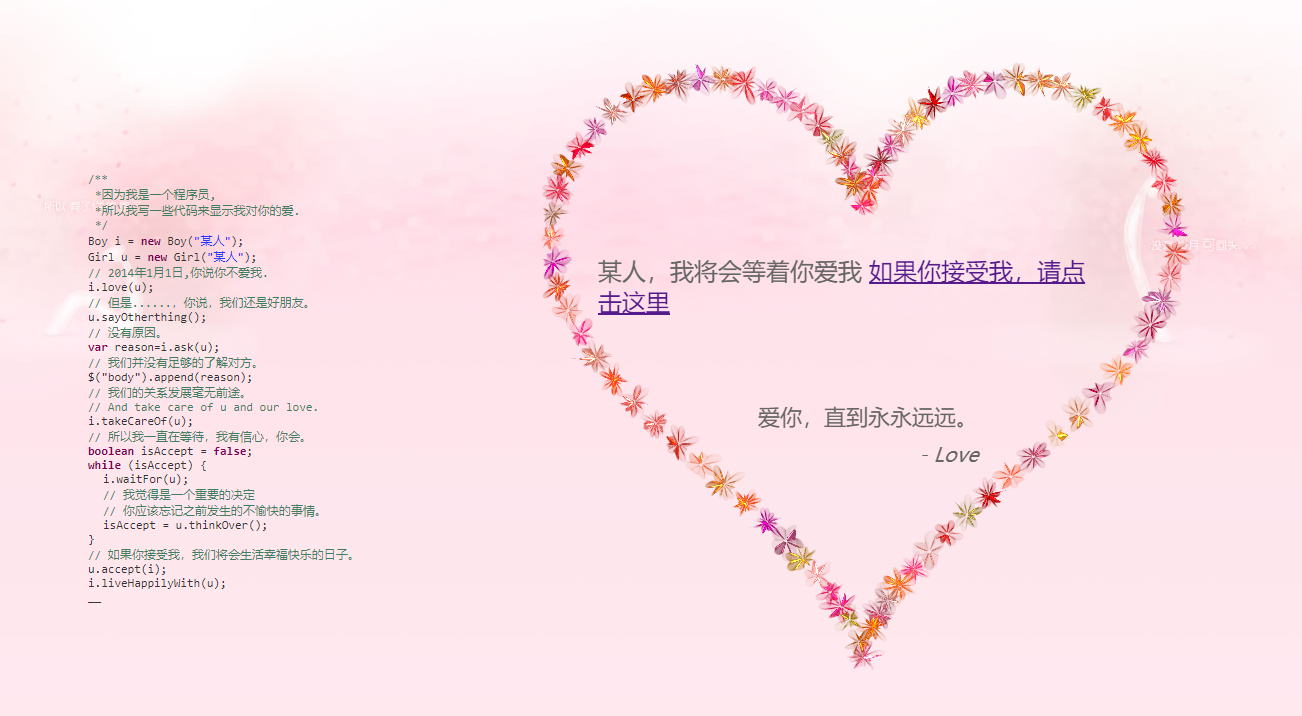 /**
*因为我是一个程序员,
*所以我写一些代码来显示我对你的爱.
*/
Boy i = new Boy("某人");
Girl u = new Girl("某人");
// 2014年1月1日,你说你不爱我.
i.love(u);
// 但是......，你说，我们还是好朋友。
u.sayOtherthing();
// 没有原因。
var reason=i.ask(u);
// 我们并没有足够的了解对方。
$("body").append(reason);
// 我们的关系发展毫无前途。
// And take care of u and our love.
i.takeCareOf(u);
// 所以我一直在等待，我有信心，你会。
boolean isAccept = false;
while (isAccept) {
i.waitFor(u);
// 我觉得是一个重要的决定
// 你应该忘记之前发生的不愉快的事情。
isAccept = u.thinkOver();
}
// 如果你接受我，我们将会生活幸福快乐的日子。
u.accept(i);
i.liveHappilyWith(u);
__
某人，我将会等着你爱我 如果你接受我，请点
击这里
爱你，直到永永远远。
- Love